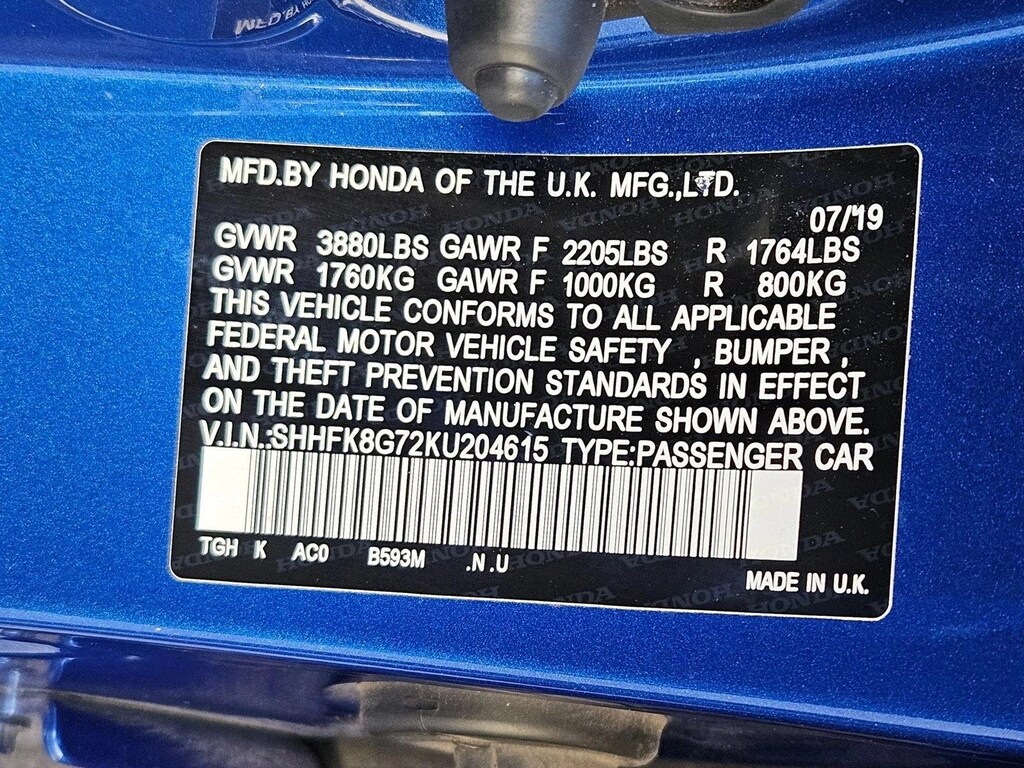 MFD.BY HONDA OF THE U.K. MFG.,LTD.
07/'19
GVWR 3880LBS GAWR F 2205LBS R 1764LBS
GVWR 1760KG GAWR F 1000KG R 800KG
THIS VEHICLE CONFORMS TO ALL APPLICABLE
FEDERAL MOTOR VEHICLE SAFETY , BUMPER ,
AND THEFT PREVENTION STANDARDS IN EFFECT
ON THE DATE OF MANUFACTURE SHOWN ABOVE.
V.I.N.:SHHFK8G72KU204615 TYPE:PASSENGER CAR
TGH K AC0 B593M .N .U
MADE IN U.K.